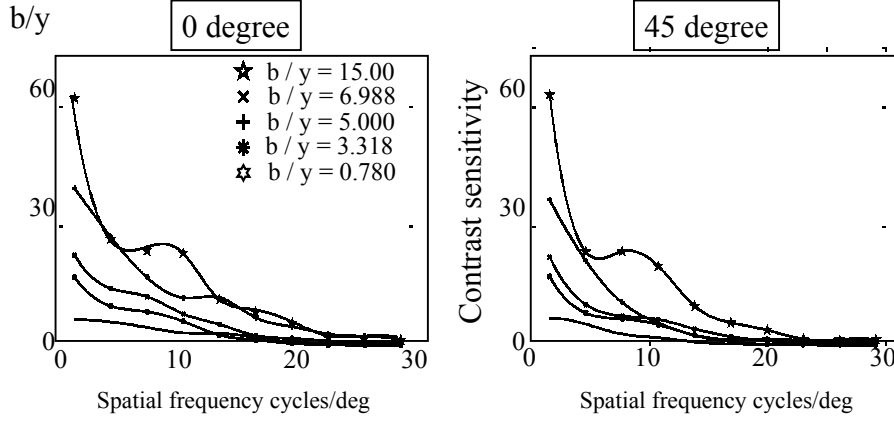 b/y
0 degree
60
30
0
b / y = 15.00
b / y = 6.988
b / y = 5.000
b / y = 3.318
b / y = 0.780
0
10
20
30
Spatial frequency cycles/deg
45 degree
Contrast sensitivity
60
30
0
0
10
20
30
Spatial frequency cycles/deg